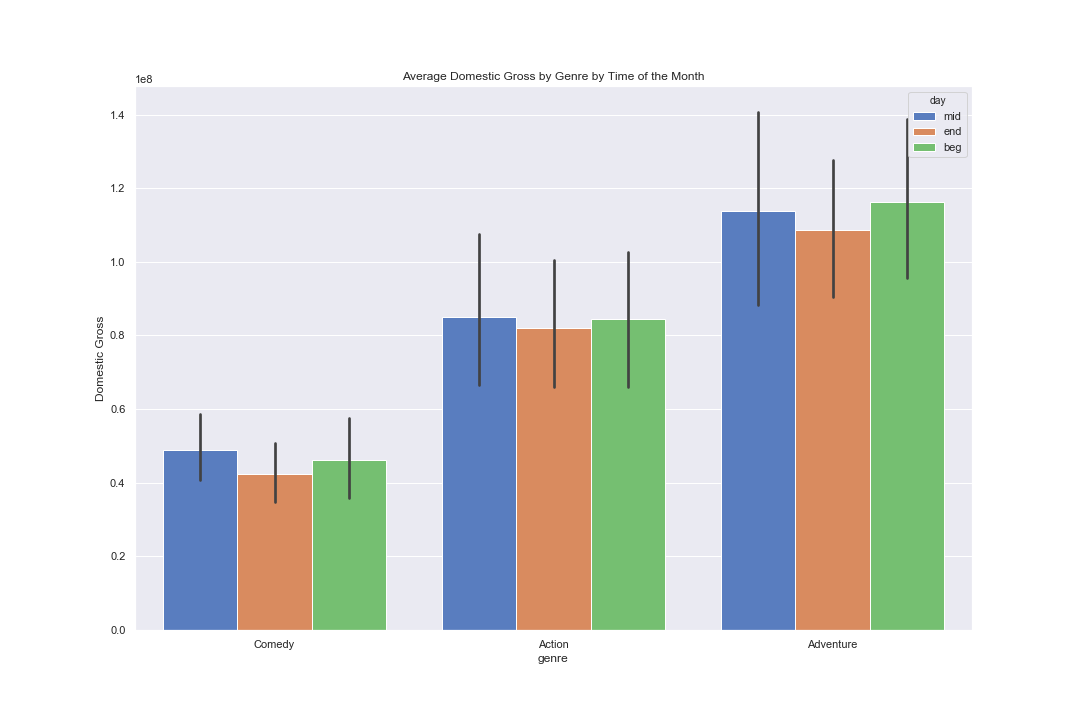 Average Domestic Gross by Genre by Time of the Month
1e8
1.4
1.2
1.0
0.8
0.6
0.4
0.2
0.0
Domestic Gross
day
mid
end
beg
Comedy
Action
Adventure
genre